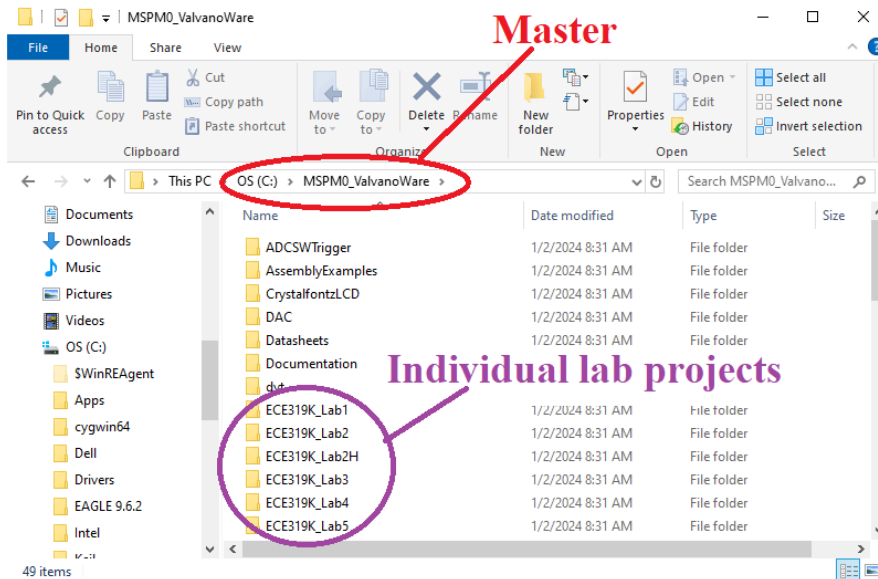 MSPM0_ValvanoWare
Master
File Home Share View
Pin to Quick access
Copy
Paste
Cut
Copy path
Paste shortcut
Clipboard
Move to
Copy to
Delete
Rename
Organize
New folder
New
Properties
Open
Edit
History
Open
Select all
Select none
Invert selection
Select
This PC OS (C:) MSPM0_ValvanoWare
Search MSPM0_Valvano...
Name Date modified Type Size
Documents
Downloads
Music
Pictures
Videos
OS (C:)
$WinREAgent
Apps
cygwin64
Dell
Drivers
EAGLE 9.6.2
Intel
ADCSWTrigger 1/2/2024 8:31 AM File folder
AssemblyExamples 1/2/2024 8:31 AM File folder
CrystalfontzLCD 1/2/2024 8:31 AM File folder
DAC 1/2/2024 8:31 AM File folder
Datasheets 1/2/2024 8:31 AM File folder
Documentation
Individual lab projects
ECE319K_Lab1 1/2/2024 8:31 AM File folder
ECE319K_Lab2 1/2/2024 8:31 AM File folder
ECE319K_Lab2H 1/2/2024 8:31 AM File folder
ECE319K_Lab3 1/2/2024 8:31 AM File folder
ECE319K_Lab4 1/2/2024 8:31 AM File folder
ECE319K_Lab5 1/2/2024 8:31 AM File folder
49 items